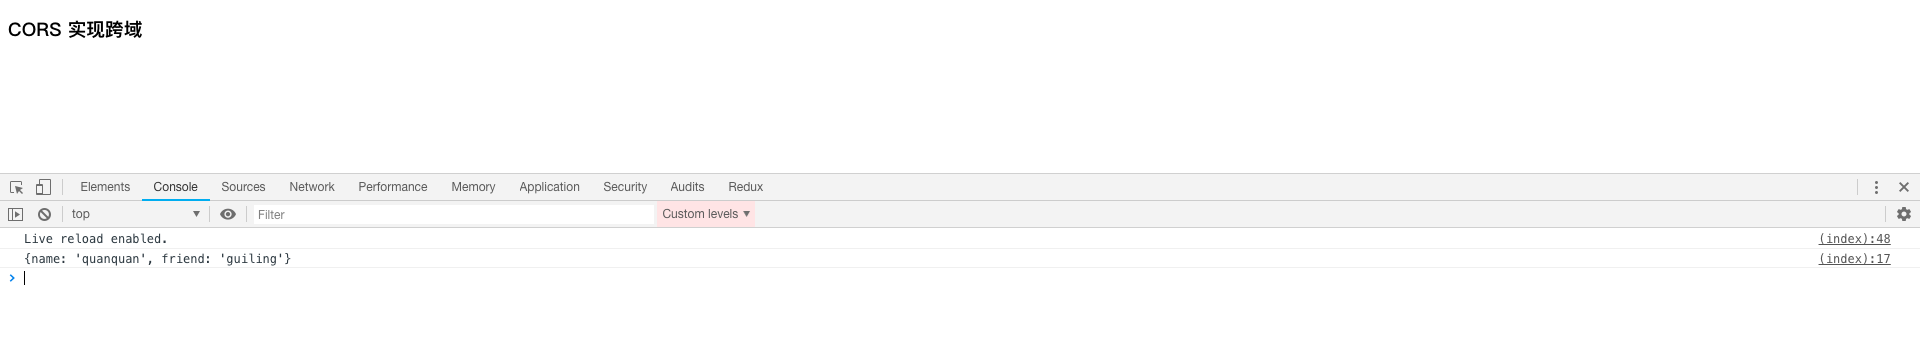 CORS 实现跨域
Elements Console Sources Network Performance Memory Application Security Audits Redux
top Filter Custom levels
Live reload enabled. (index):48
{name: 'quanquan', friend: 'guiling'} (index):17